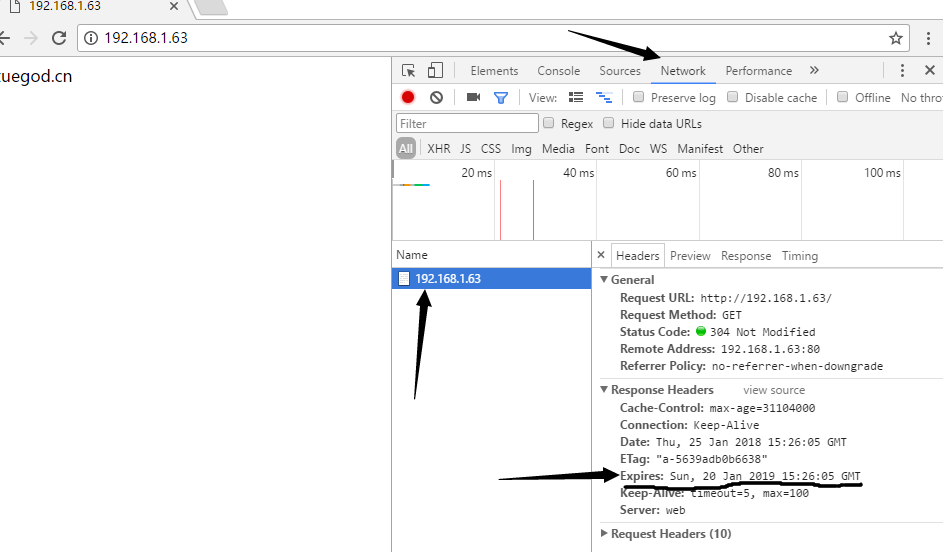 192.168.1.63
192.168.1.63
Elements Console Sources Network Performance
View: Preserve log Disable cache Offline No thro
Filter Regex Hide data URLs
All XHR JS CSS Img Media Font Doc WS Manifest Other
20 ms 40 ms 60 ms 80 ms 100 ms
uegod.cn
Name
192.168.1.63
Headers Preview Response Timing
General
Request URL: http://192.168.1.63/
Request Method: GET
Status Code: 304 Not Modified
Remote Address: 192.168.1.63:80
Referrer Policy: no-referrer-when-downgrade
Response Headers view source
Cache-Control: max-age=31104000
Connection: Keep-Alive
Date: Thu, 25 Jan 2018 15:26:05 GMT
ETag: "a-5639adb0b6638"
Expires: Sun, 20 Jan 2019 15:26:05 GMT
Keep-Alive: timeout=5, max=100
Server: web
Request Headers (10)